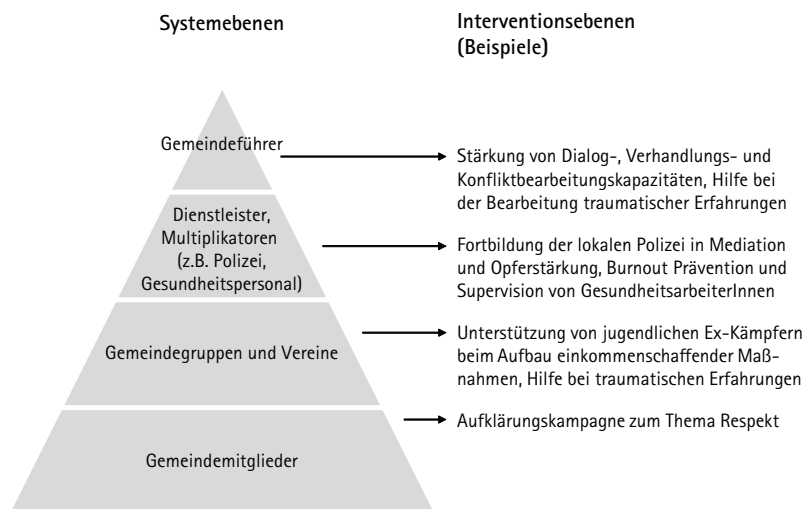 Systemebenen
Interventionsebenen
(Beispiele)
Gemeindeführer
Stärkung von Dialog-, Verhandlungs- und
Konfliktbearbeitungskapazitäten, Hilfe bei
der Bearbeitung traumatischer Erfahrungen
Dienstleister,
Multiplikatoren
(z.B. Polizei,
Gesundheitspersonal)
Fortbildung der lokalen Polizei in Mediation
und Opferstärkung, Burnout Prävention und
Supervision von GesundheitsarbeiterInnen
Gemeindegruppen und Vereine
Unterstützung von jugendlichen Ex-Kämpfern
beim Aufbau einkommenschaffender Maß-
nahmen, Hilfe bei traumatischen Erfahrungen
Gemeindemitglieder
Aufklärungskampagne zum Thema Respekt